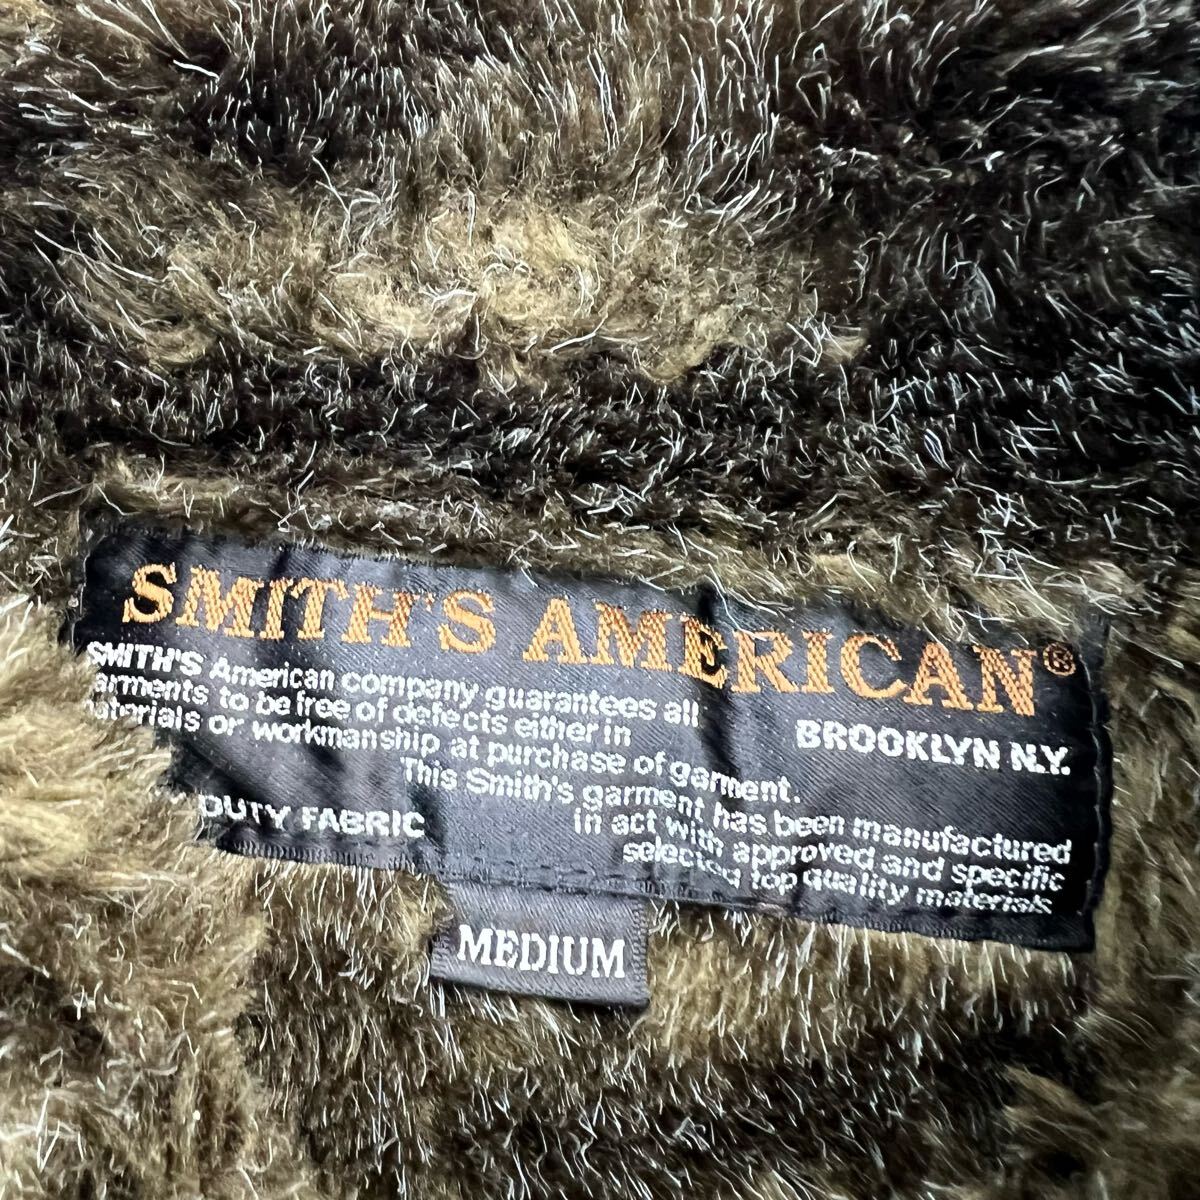 SMITH'S AMERICAN®
BROOKLYN N.Y.
SMITH'S American company guarantees all
arments to be free of defects either in
aterials or workmanship at purchase of garment.
This Smith's garment has been manufactured
in act with approved and specific
selected top quality materials
DUTY FABRIC
MEDIUM